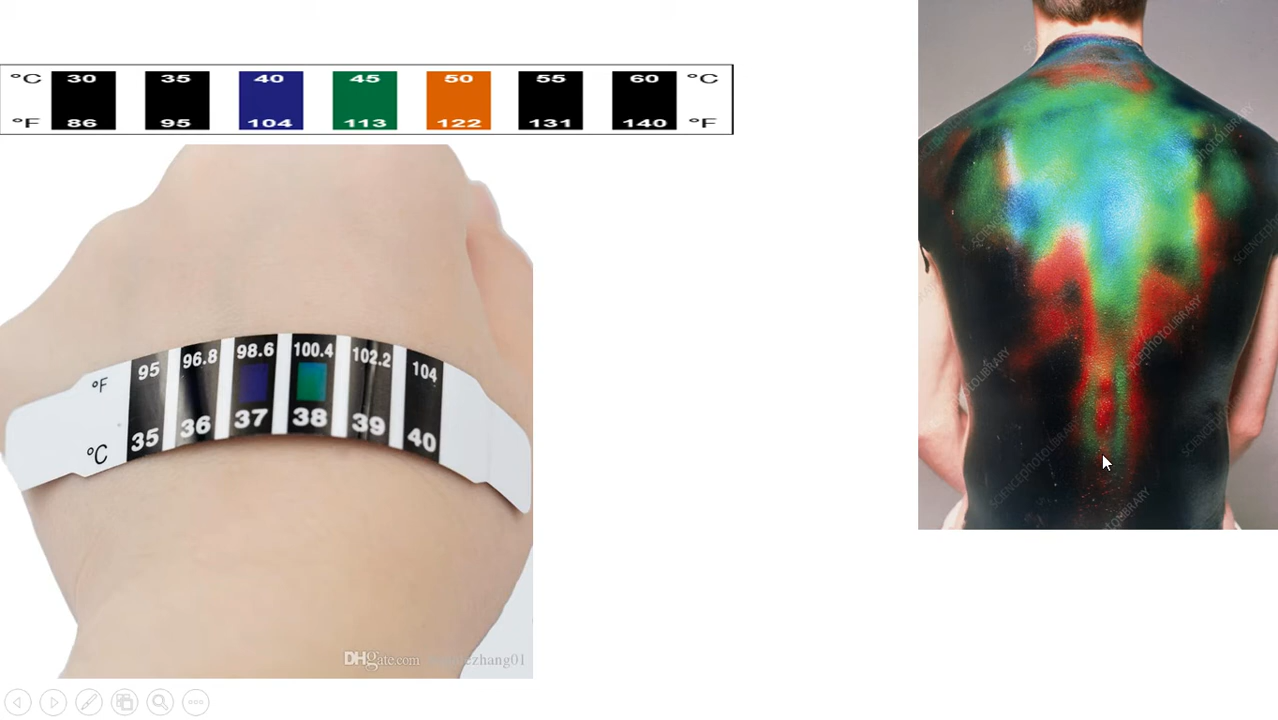 °C 30 35 40 45 50 55 60 °C
°F 86 95 104 113 122 131 140 °F
°F 95 96.8 98.6 100.4 102.2 104
°C 35 36 37 38 39 40
DHgate.com
SCIENCEphotOLIBRARY